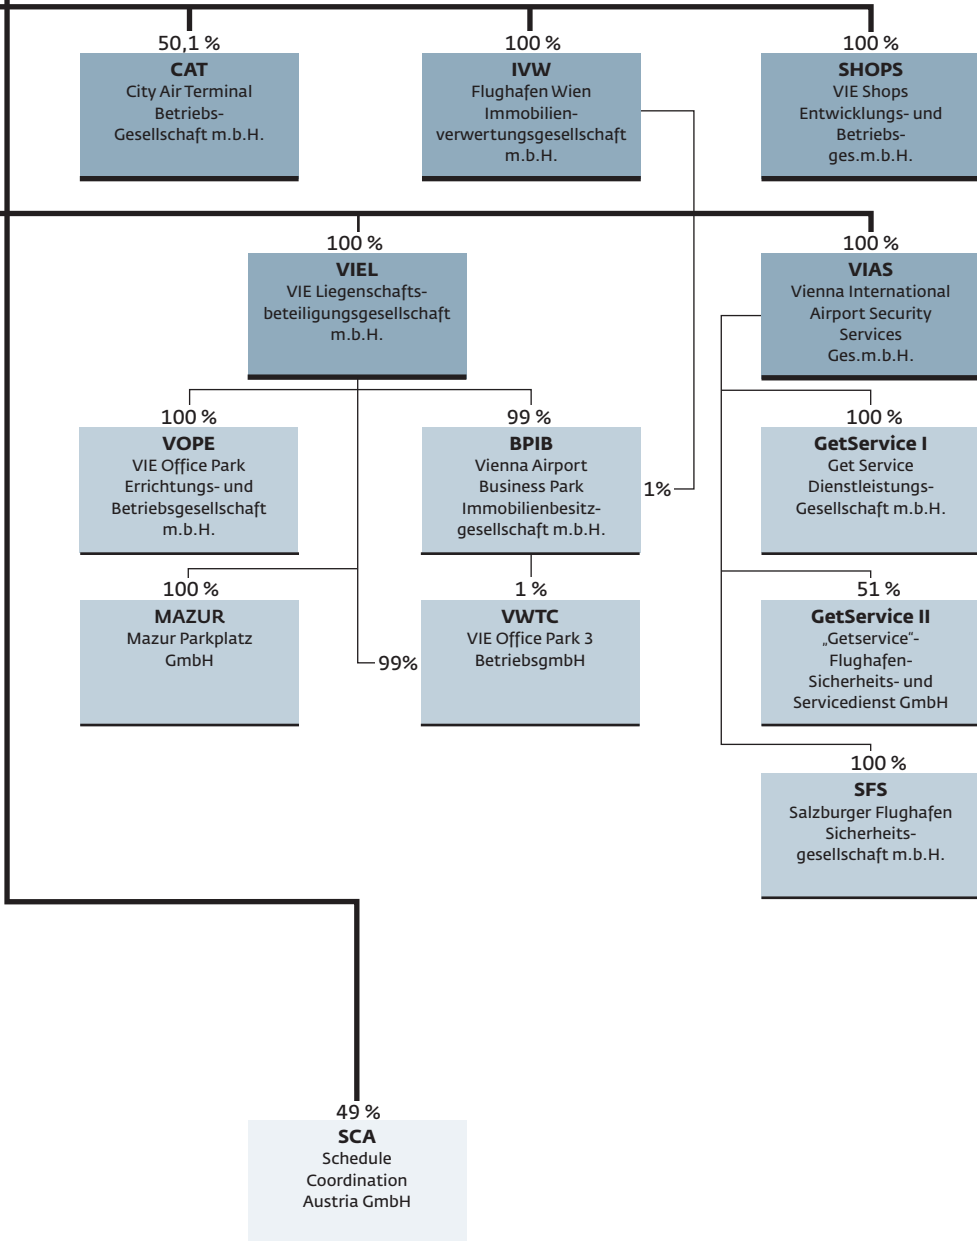 50,1 %
CAT
City Air Terminal
Betriebs-
Gesellschaft m.b.H.
100 %
IVW
Flughafen Wien
Immobilien-
verwertungsgesellschaft
m.b.H.
100 %
SHOPS
VIE Shops
Entwicklungs- und
Betriebs-
ges.m.b.H.
100 %
VIEL
VIE Liegenschafts-
beteiligungsgesellschaft
m.b.H.
100 %
VIAS
Vienna International
Airport Security
Services
Ges.m.b.H.
100 %
VOPE
VIE Office Park
Errichtungs- und
Betriebsgesellschaft
m.b.H.
99 %
BPIB
Vienna Airport
Business Park
Immobilienbesitz-
gesellschaft m.b.H.
1%
100 %
GetService I
Get Service
Dienstleistungs-
Gesellschaft m.b.H.
100 %
MAZUR
Mazur Parkplatz
GmbH
99%
1 %
VWTC
VIE Office Park 3
BetriebsgmbH
51 %
GetService II
„Getservice“-
Flughafen-
Sicherheits- und
Servicedienst GmbH
100 %
SFS
Salzburger Flughafen
Sicherheits-
gesellschaft m.b.H.
49 %
SCA
Schedule
Coordination
Austria GmbH